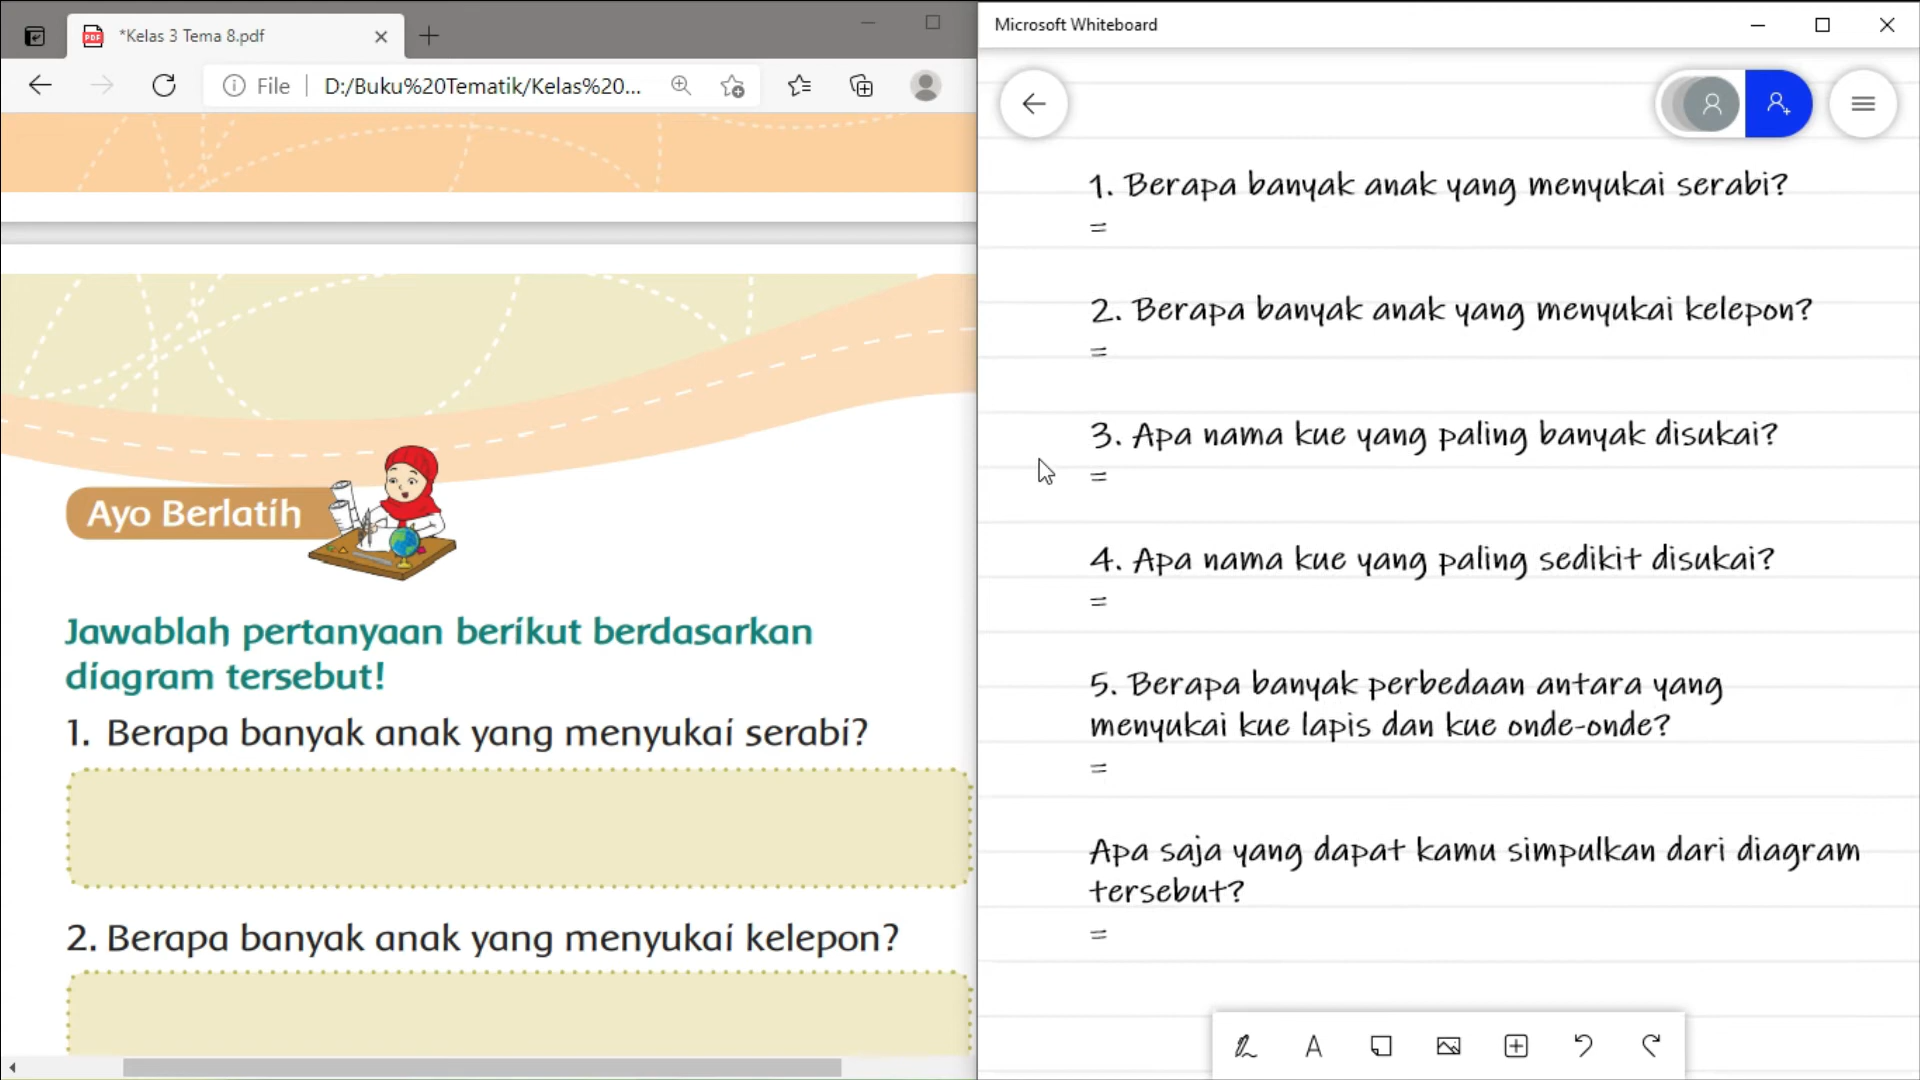 *Kelas 3 Tema 8.pdf
File
D:/Buku%20Tematik/Kelas%20...
PDF
Ayo Berlatih
Jawablah pertanyaan berikut berdasarkan
diagram tersebut!
1. Berapa banyak anak yang menyukai serabi?
2. Berapa banyak anak yang menyukai kelepon?
Microsoft Whiteboard
1. Berapa banyak anak yang menyukai serabi?
=
2. Berapa banyak anak yang menyukai kelepon?
=
3. Apa nama kue yang paling banyak disukai?
=
4. Apa nama kue yang paling sedikit disukai?
=
5. Berapa banyak perbedaan antara yang
menyukai kue lapis dan kue onde-onde?
=
Apa saja yang dapat kamu simpulkan dari diagram
tersebut?
=